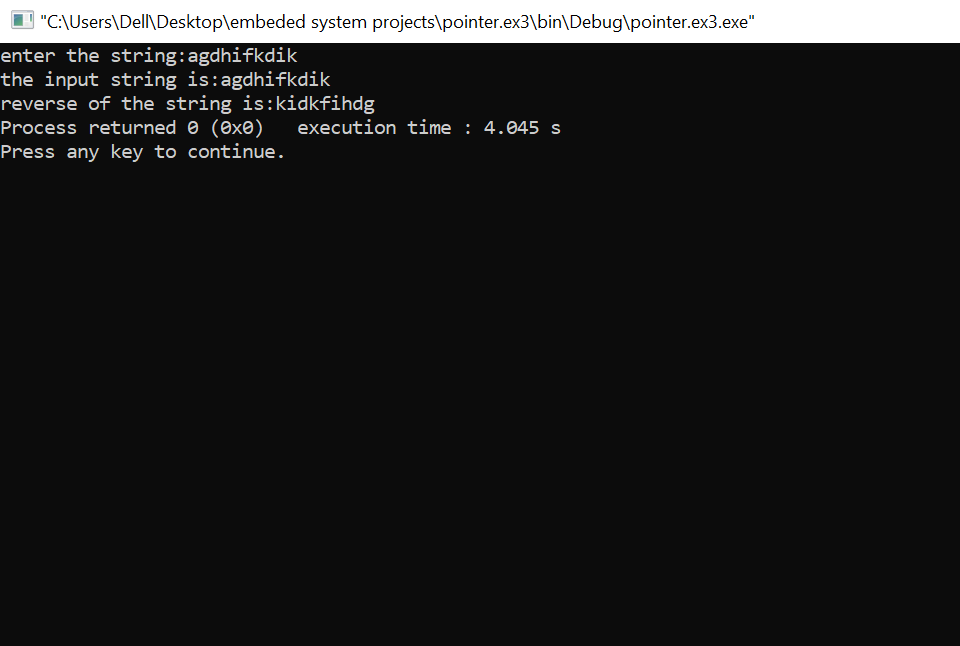 "C:\Users\Dell\Desktop\embeded system projects\pointer.ex3\bin\Debug\pointer.ex3.exe"
enter the string:agdhifkdik
the input string is:agdhifkdik
reverse of the string is:kidkfihdg
Process returned 0 (0x0)   execution time : 4.045 s
Press any key to continue.